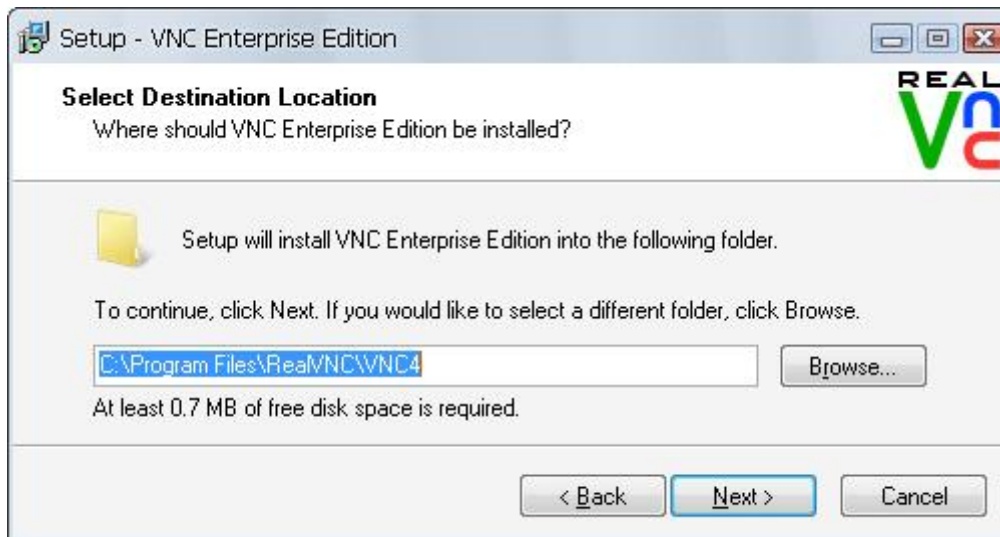 Setup - VNC Enterprise Edition
REAL
VNC
Select Destination Location
Where should VNC Enterprise Edition be installed?
Setup will install VNC Enterprise Edition into the following folder.
To continue, click Next. If you would like to select a different folder, click Browse.
C:\Program Files\RealVNC\VNC4
Browse...
At least 0.7 MB of free disk space is required.
< Back
Next >
Cancel